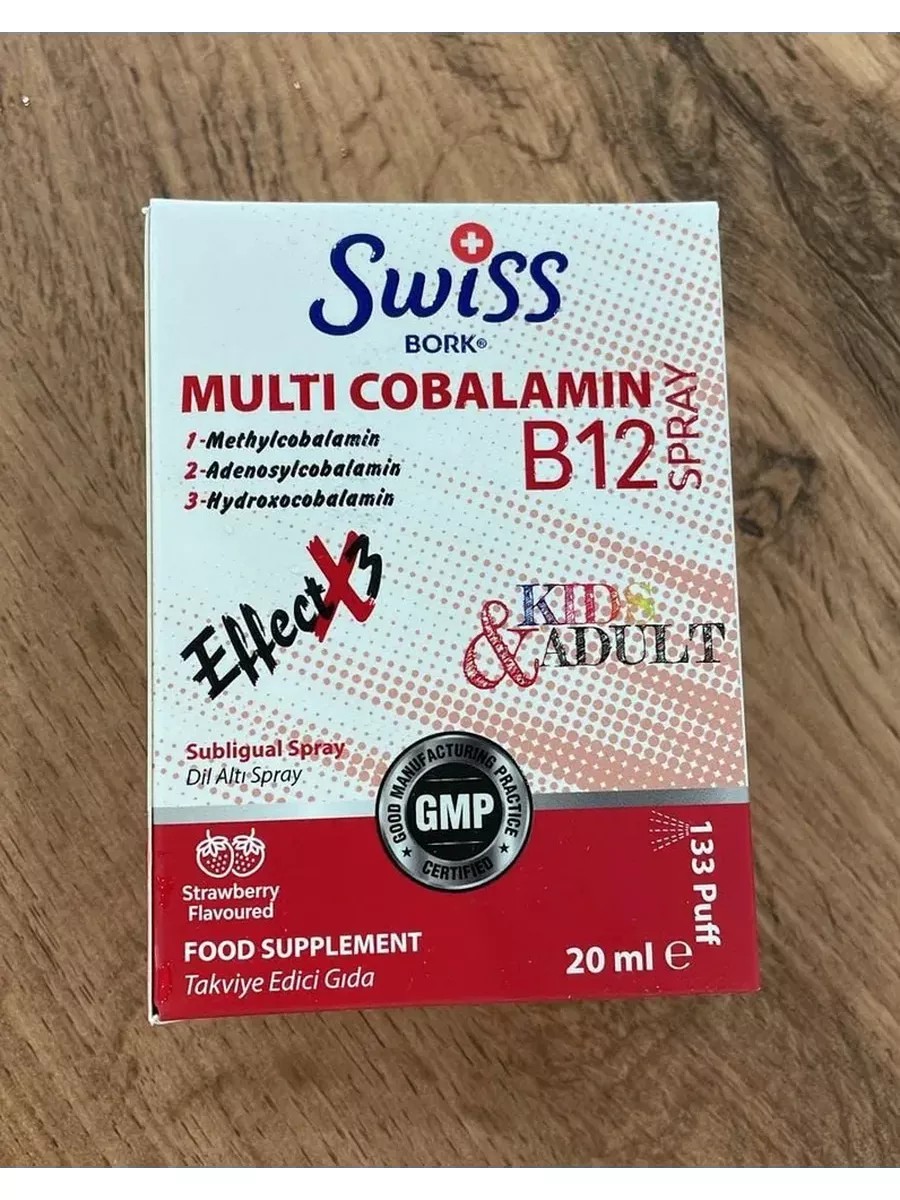 Swiss
BORK®
MULTI COBALAMIN
B12
SPRAY
1-Methylcobalamin
2-Adenosylcobalamin
3-Hydroxocobalamin
EffectX3
KIDS
& ADULT
Subligual Spray
Dil Altı Spray
GOOD MANUFACTURING PRACTICE
GMP
CERTIFIED
Strawberry
Flavoured
133 Puff
FOOD SUPPLEMENT
Takviye Edici Gıda
20 ml ℮